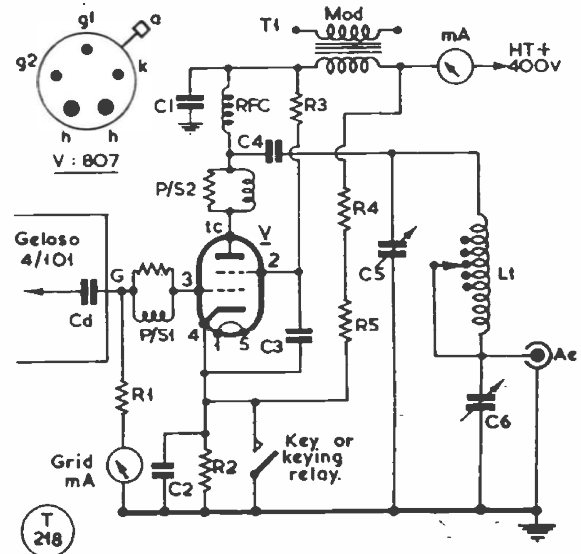 g1
a
g2
k
h
h
V : 807
T1
Mod
mA
HT+
400V
C1
RFC
R3
C4
P/S2
R4
tc
V
Geloso
4/101
G
3
2
C5
L1
Cd
P/S1
4
1
5
C3
R5
Ae
R1
C6
Grid
mA
C2
R2
Key or
keying
relay.
T
218